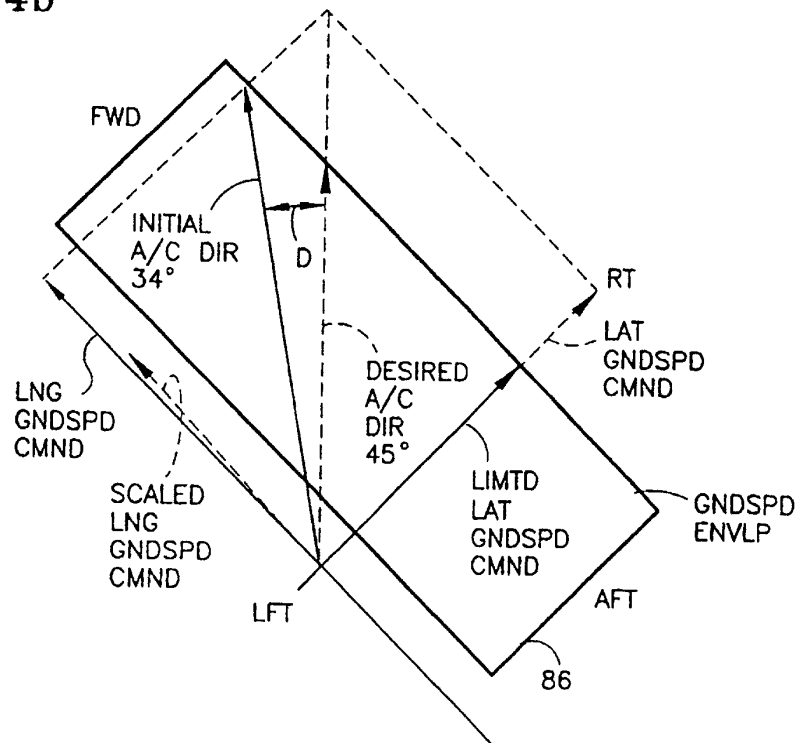 4b
FWD
INITIAL
A/C DIR
34°
D
RT
LAT
GNDSPD
CMND
DESIRED
A/C
DIR
45°
LNG
GNDSPD
CMND
SCALED
LNG
GNDSPD
CMND
LIMTD
LAT
GNDSPD
CMND
GNDSPD
ENVLP
LFT
AFT
86